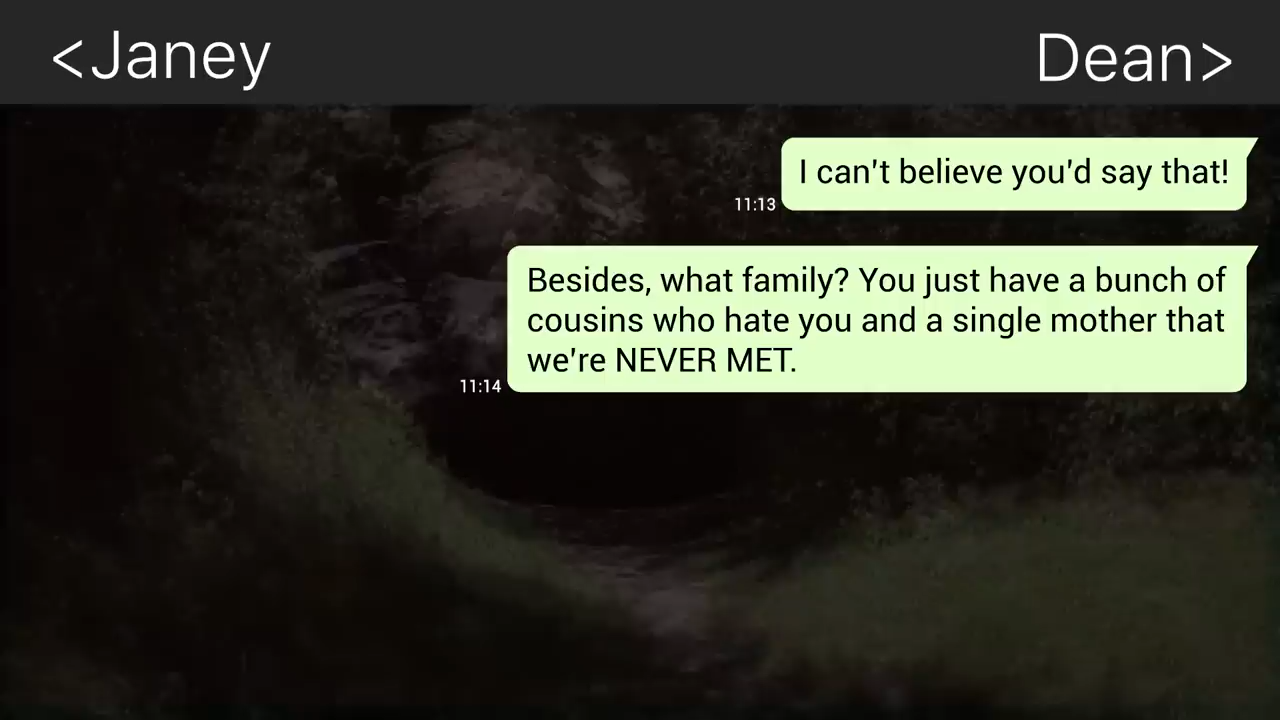 <Janey
Dean>
I can't believe you'd say that!
11:13
Besides, what family? You just have a bunch of
cousins who hate you and a single mother that
we're NEVER MET.
11:14